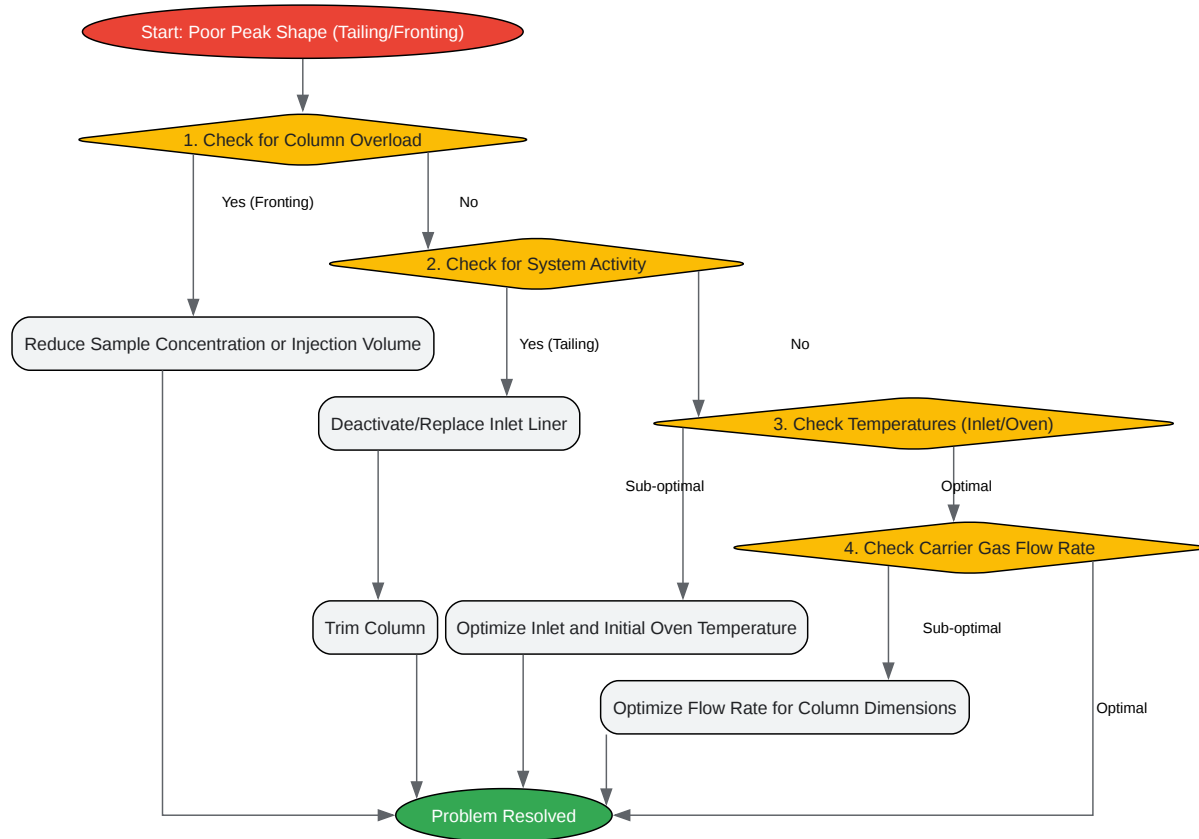 Start: Poor Peak Shape (Tailing/Fronting)
1. Check for Column Overload
Yes (Fronting)
No
2. Check for System Activity
Reduce Sample Concentration or Injection Volume
Yes (Tailing)
No
Deactivate/Replace Inlet Liner
3. Check Temperatures (Inlet/Oven)
Sub-optimal
Optimal
4. Check Carrier Gas Flow Rate
Trim Column
Optimize Inlet and Initial Oven Temperature
Sub-optimal
Optimize Flow Rate for Column Dimensions
Optimal
Problem Resolved